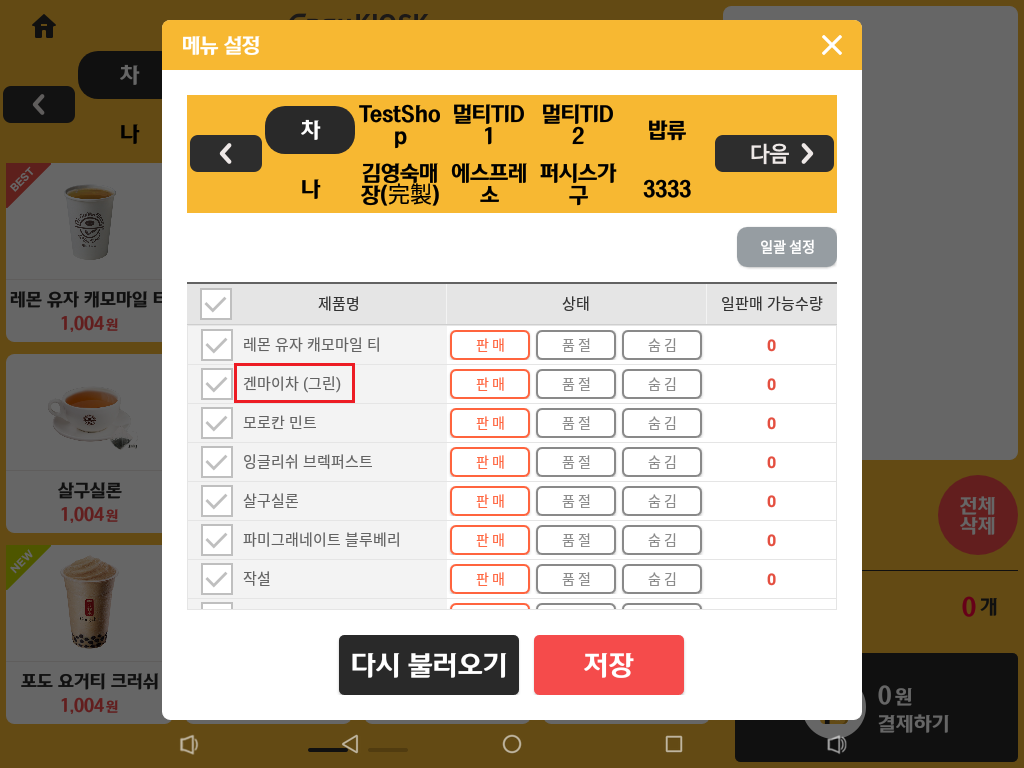 메뉴 설정
차
TestSho
p
멀티TID
1
멀티TID
2
밥류
다음
나
김영숙매
장(完製)
에스프레
소
퍼시스가
구
3333
일괄 설정
제품명
상태
일판매 가능수량
레몬 유자 캐모마일 티
판매
품절
숨김
0
겐마이차 (그린)
판매
품절
숨김
0
모로칸 민트
판매
품절
숨김
0
잉글리쉬 브렉퍼스트
판매
품절
숨김
0
살구실론
판매
품절
숨김
0
파미그래네이트 블루베리
판매
품절
숨김
0
작설
판매
품절
숨김
0
다시 불러오기
저장
차
나
BEST
레몬 유자 캐모마일 티
1,004원
살구실론
1,004원
NEW
포도 요거티 크러쉬
1,004원
전체
삭제
0 개
0 원
결제하기